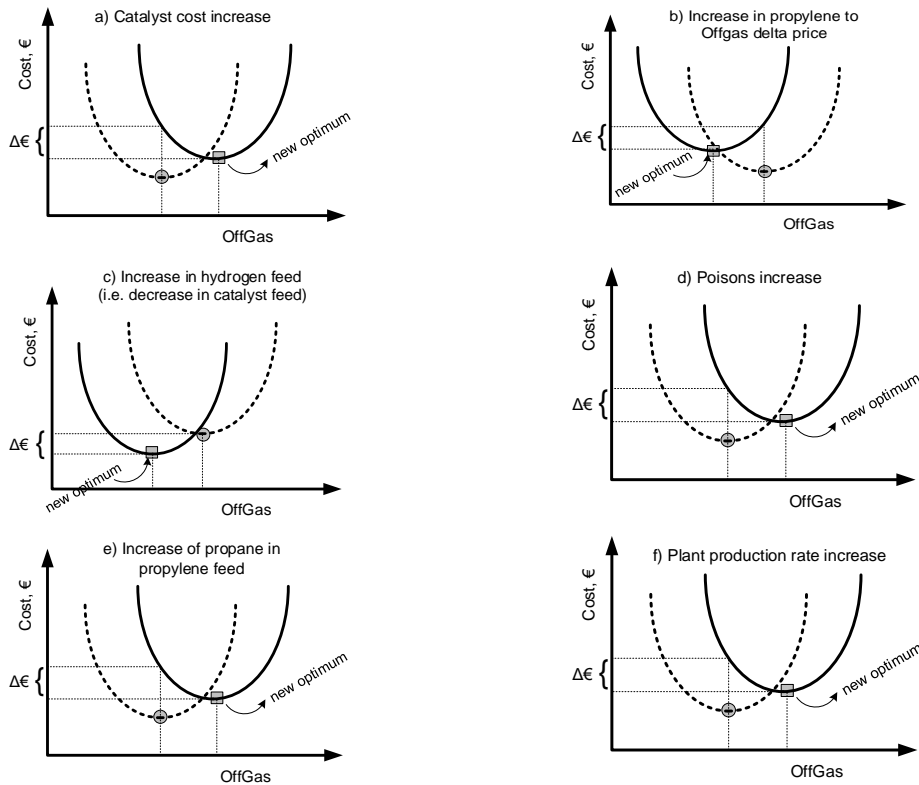 a) Catalyst cost increase
Cost, €
Δ€ {
new optimum
OffGas
b) Increase in propylene to
Offgas delta price
Cost, €
Δ€ {
new optimum
OffGas
c) Increase in hydrogen feed
(i.e. decrease in catalyst feed)
Cost, €
Δ€ {
new optimum
OffGas
d) Poisons increase
Cost, €
Δ€ {
new optimum
OffGas
e) Increase of propane in
propylene feed
Cost, €
Δ€ {
new optimum
OffGas
f) Plant production rate increase
Cost, €
Δ€ {
new optimum
OffGas